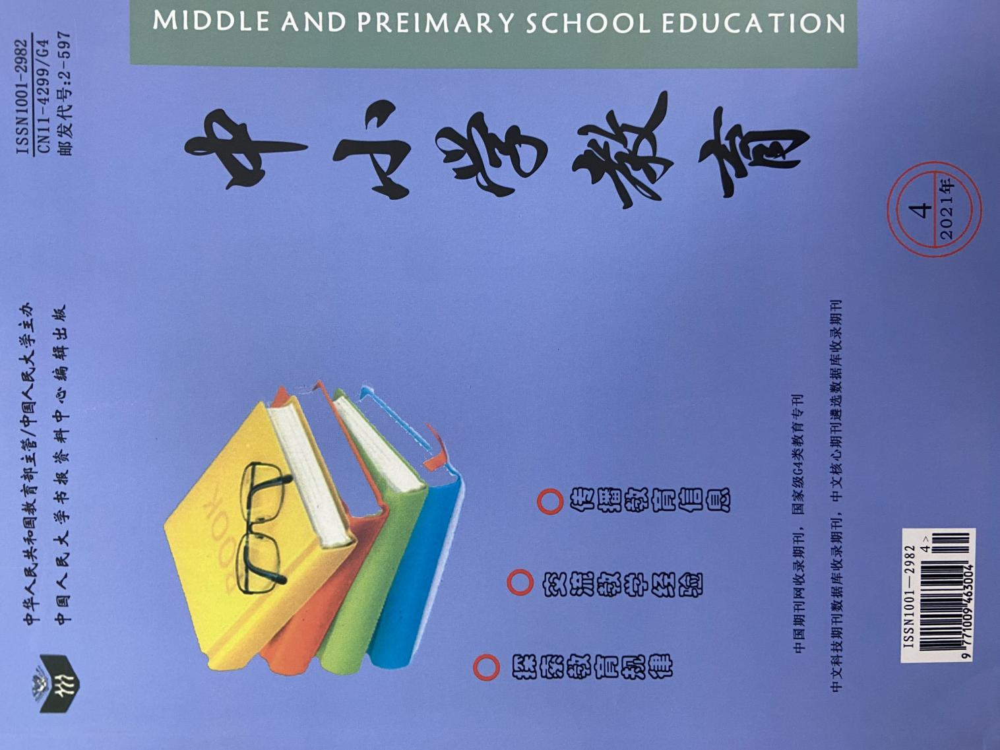 中华人民共和国教育部主管/中国人民大学主办
中国人民大学书报资料中心编辑出版
ISSN1001-2982
CN11-4299/G4
邮发代号:2-597
MIDDLE AND PREIMARY SCHOOL EDUCATION
中小学教育
BOOK
探索教育规律
交流教学经验
传播教育信息
中国期刊网收录期刊，国家级G4类教育专刊
中文科技期刊数据库收录期刊，中文核心期刊遴选数据库收录期刊
4
2021年
ISSN1001—2982
4>
9 771009 463004